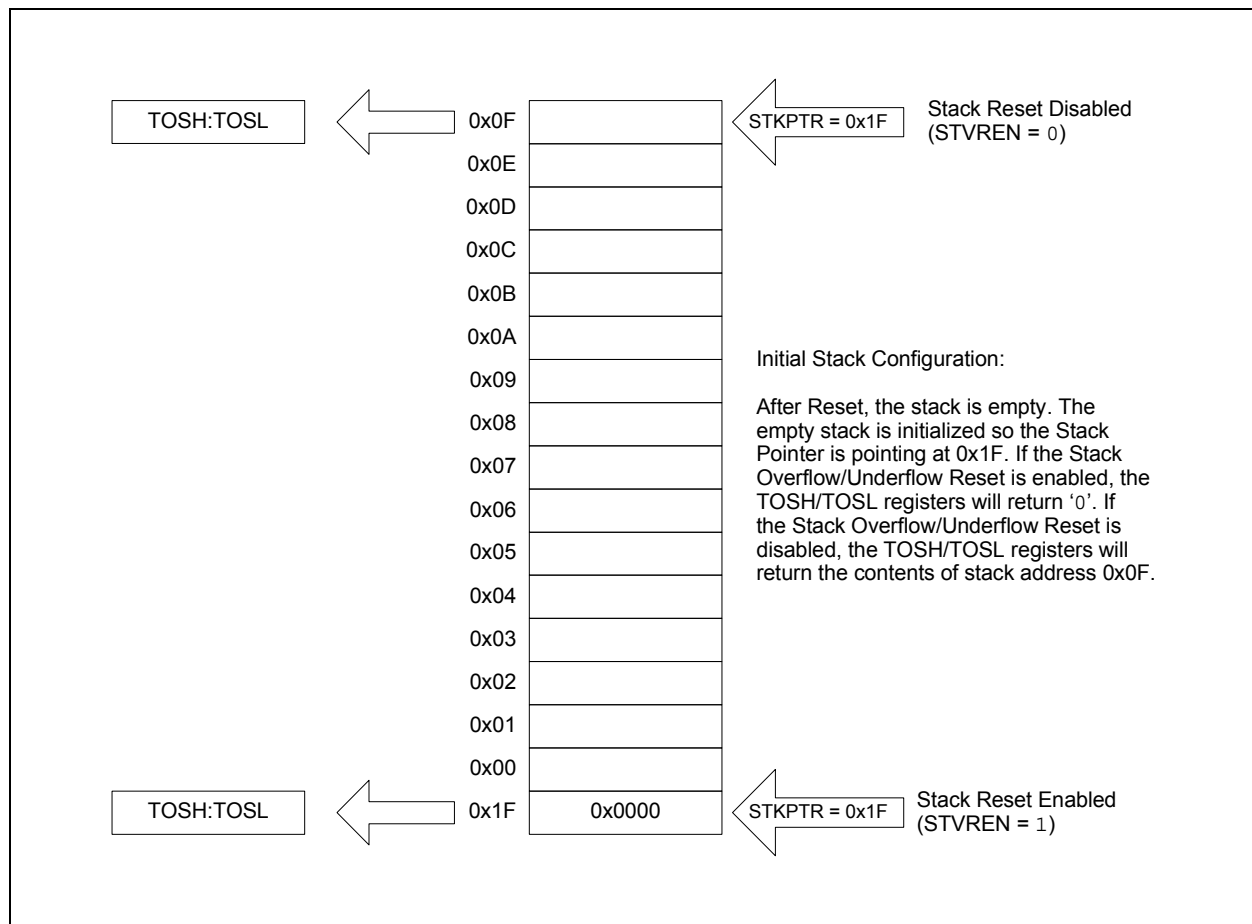 TOSH:TOSL
0x0F
STKPTR = 0x1F
Stack Reset Disabled
(STVREN = 0)
0x0E
0x0D
0x0C
0x0B
0x0A
0x09
0x08
0x07
0x06
0x05
0x04
0x03
0x02
0x01
0x00
Initial Stack Configuration:
After Reset, the stack is empty. The
empty stack is initialized so the Stack
Pointer is pointing at 0x1F. If the Stack
Overflow/Underflow Reset is enabled, the
TOSH/TOSL registers will return ‘0’. If
the Stack Overflow/Underflow Reset is
disabled, the TOSH/TOSL registers will
return the contents of stack address 0x0F.
TOSH:TOSL
0x1F
0x0000
STKPTR = 0x1F
Stack Reset Enabled
(STVREN = 1)